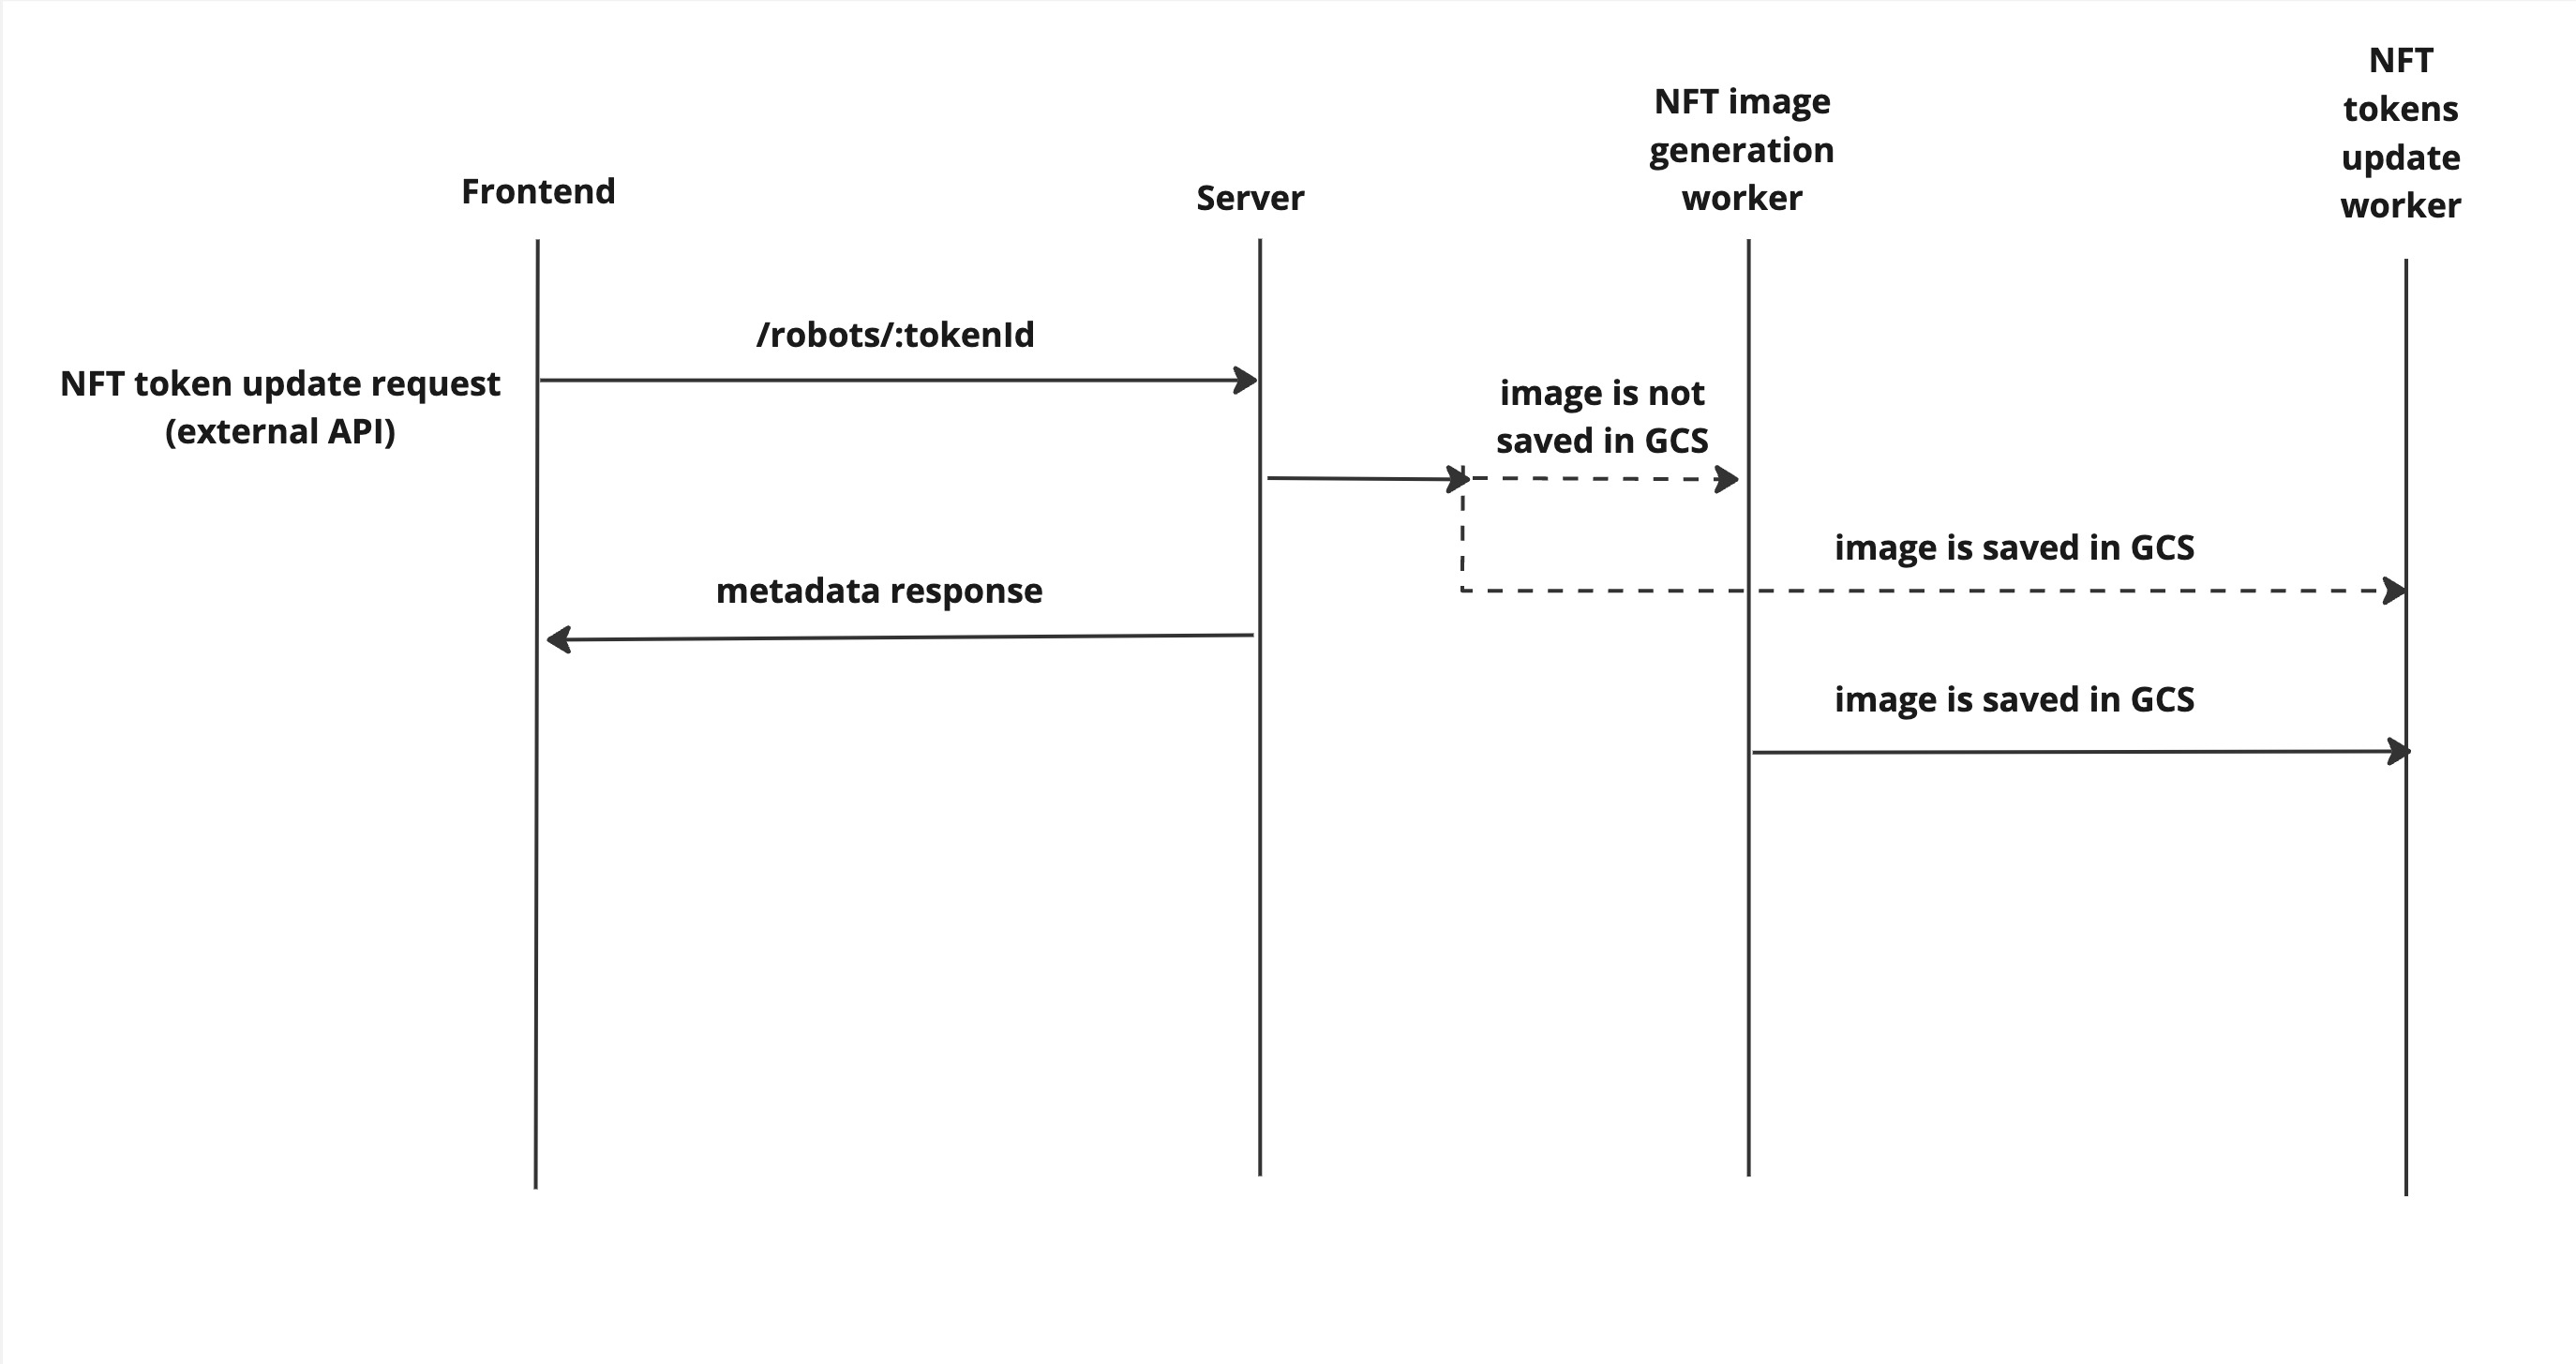 Frontend
Server
NFT image
generation
worker
NFT
tokens
update
worker
/robots/:tokenId
NFT token update request
(external API)
image is not
saved in GCS
image is saved in GCS
metadata response
image is saved in GCS